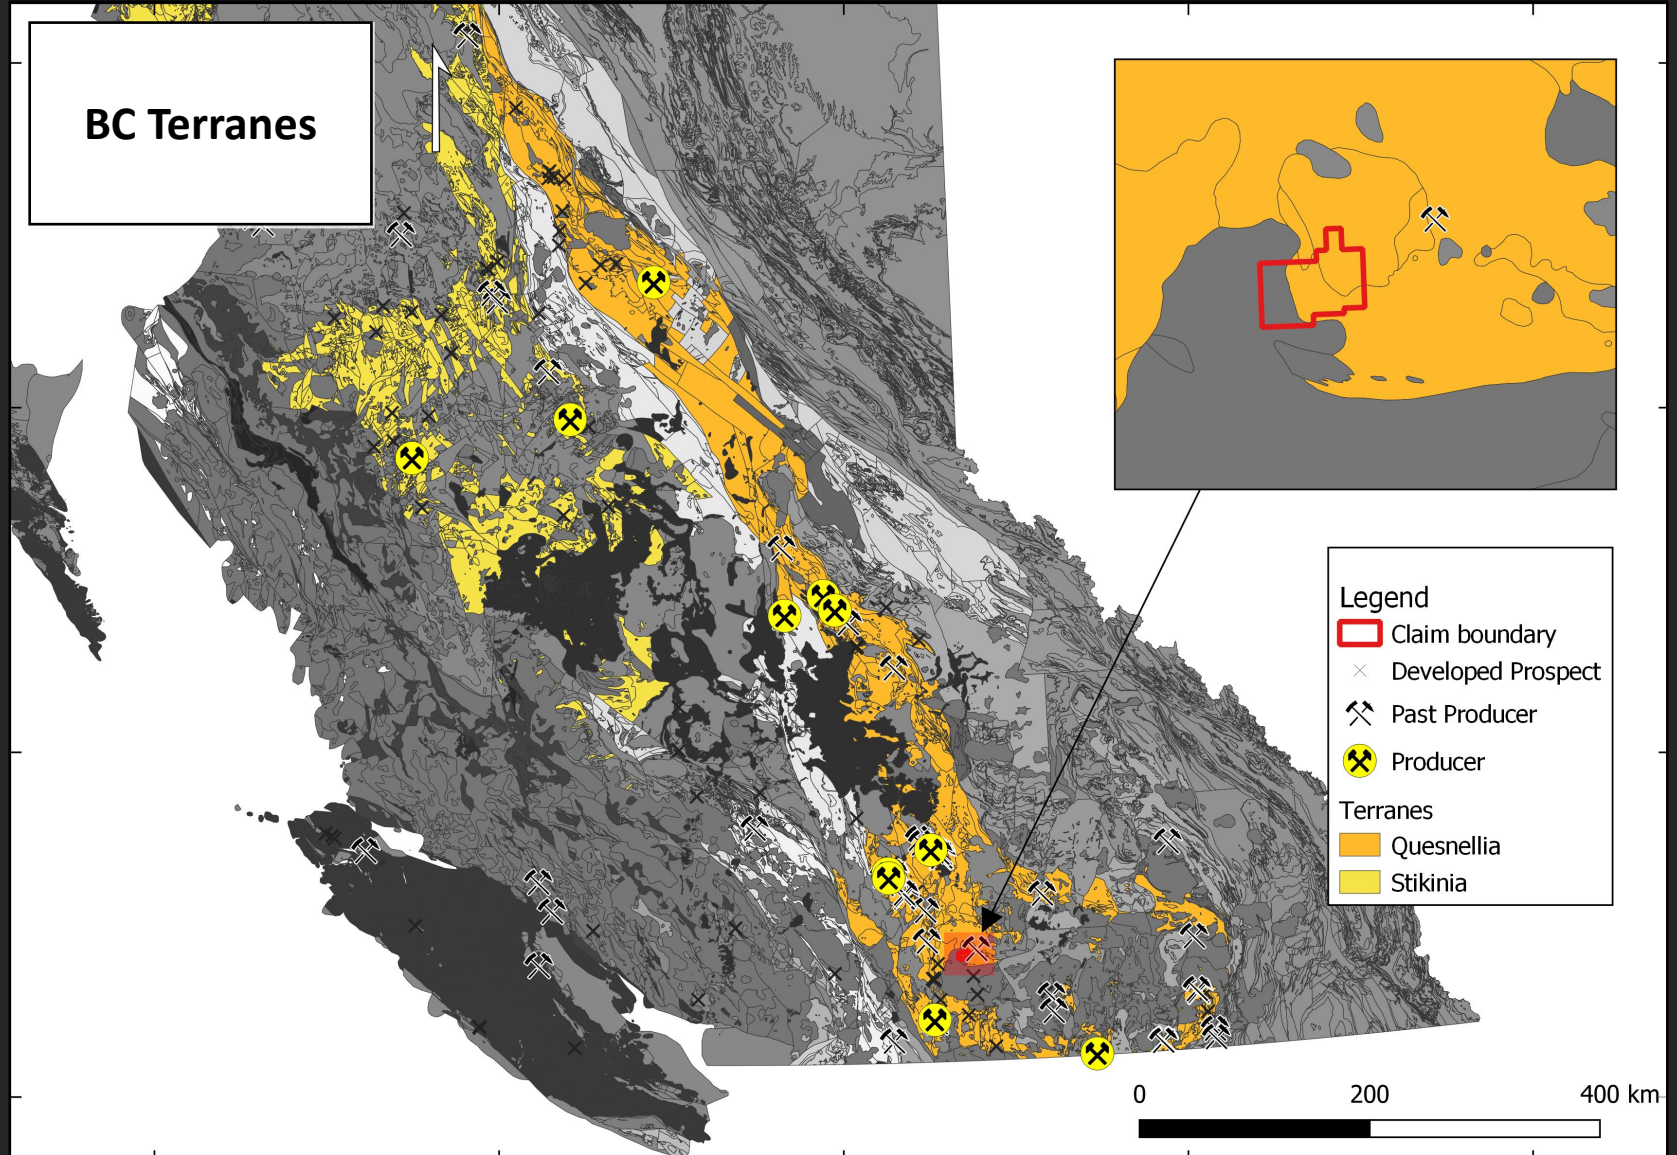 BC Terranes
Legend
Claim boundary
Developed Prospect
Past Producer
Producer
Terranes
Quesnellia
Stikinia
0 200 400 km